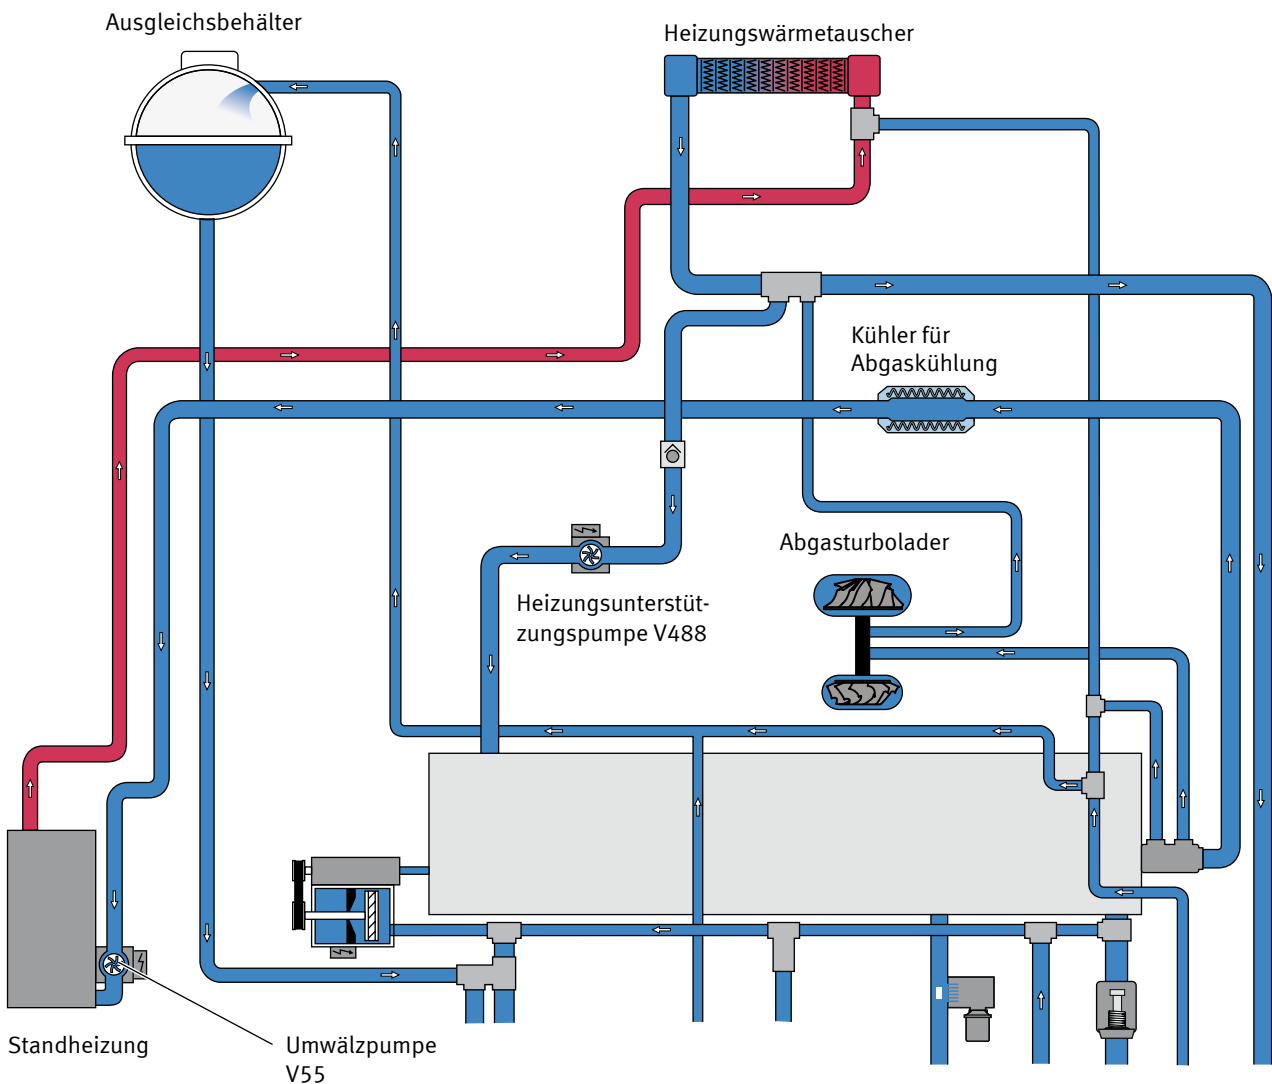 Ausgleichsbehälter
Heizungswärmetauscher
Kühler für
Abgaskühlung
Abgasturbolader
Heizungsunterstüt-
zungspumpe V488
Standheizung
Umwälzpumpe
V55